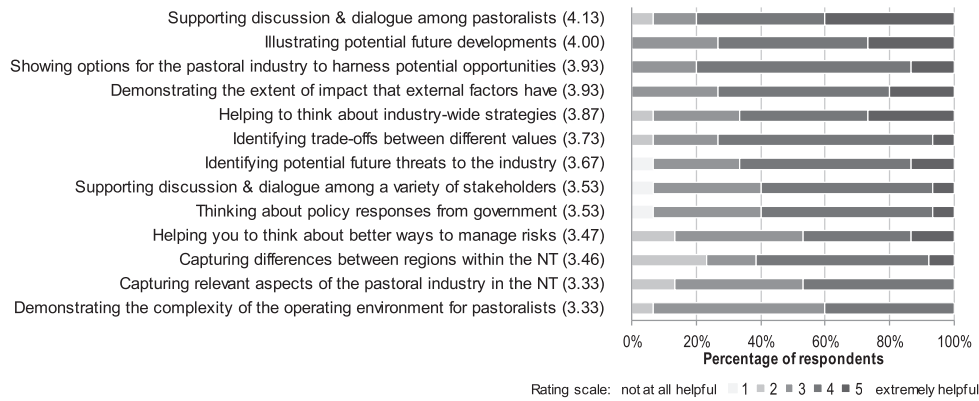 Supporting discussion & dialogue among pastoralists (4.13)
Illustrating potential future developments (4.00)
Showing options for the pastoral industry to harness potential opportunities (3.93)
Demonstrating the extent of impact that external factors have (3.93)
Helping to think about industry-wide strategies (3.87)
Identifying trade-offs between different values (3.73)
Identifying potential future threats to the industry (3.67)
Supporting discussion & dialogue among a variety of stakeholders (3.53)
Thinking about policy responses from government (3.53)
Helping you to think about better ways to manage risks (3.47)
Capturing differences between regions within the NT (3.46)
Capturing relevant aspects of the pastoral industry in the NT (3.33)
Demonstrating the complexity of the operating environment for pastoralists (3.33)
0% 20% 40% 60% 80% 100%
Percentage of respondents
Rating scale: not at all helpful 1 2 3 4 5 extremely helpful